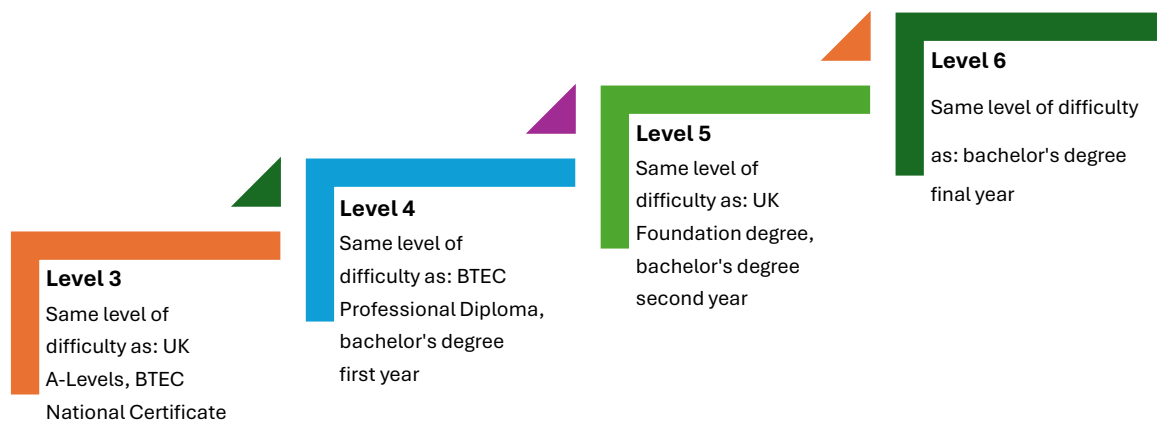 Level 3
Same level of
difficulty as: UK
A-Levels, BTEC
National Certificate
Level 4
Same level of
difficulty as: BTEC
Professional Diploma,
bachelor's degree
first year
Level 5
Same level of
difficulty as: UK
Foundation degree,
bachelor's degree
second year
Level 6
Same level of difficulty
as: bachelor's degree
final year